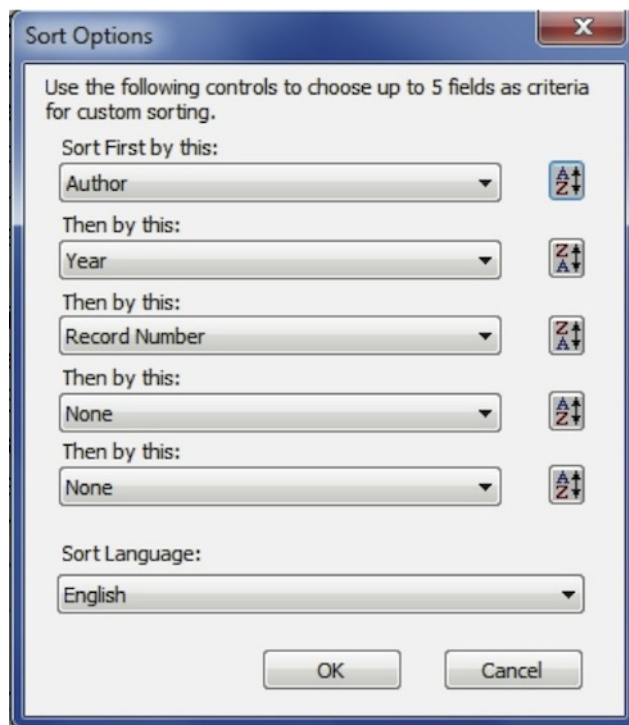 Sort Options
Use the following controls to choose up to 5 fields as criteria
for custom sorting.
Sort First by this:
Author
A
Z
Then by this:
Year
Z
A
Then by this:
Record Number
Z
A
Then by this:
None
A
Z
Then by this:
None
A
Z
Sort Language:
English
OK
Cancel